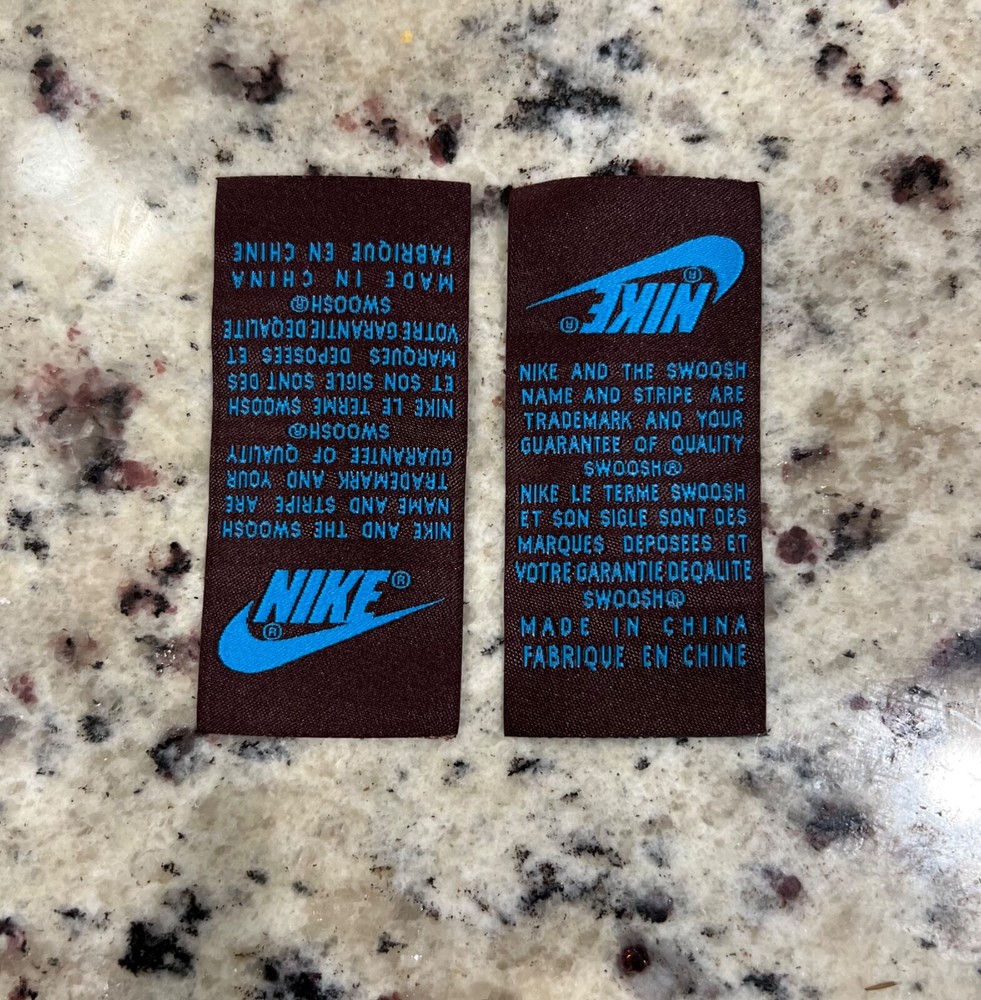 FABRIQUE EN CHINE
MADE IN CHINA
SWOOSH®
VOTRE GARANTIE DEQALITE
MARQUES DEPOSEES ET
ET SON SIGLE SONT DES
NIKE LE TERME SWOOSH
SWOOSH®
GUARANTEE OF QUALITY
TRADEMARK AND YOUR
NAME AND STRIPE ARE
NIKE AND THE SWOOSH
NIKE®
®
NIKE®
®
NIKE AND THE SWOOSH
NAME AND STRIPE ARE
TRADEMARK AND YOUR
GUARANTEE OF QUALITY
SWOOSH®
NIKE LE TERME SWOOSH
ET SON SIGLE SONT DES
MARQUES DEPOSEES ET
VOTRE GARANTIE DEQALITE
SWOOSH®
MADE IN CHINA
FABRIQUE EN CHINE